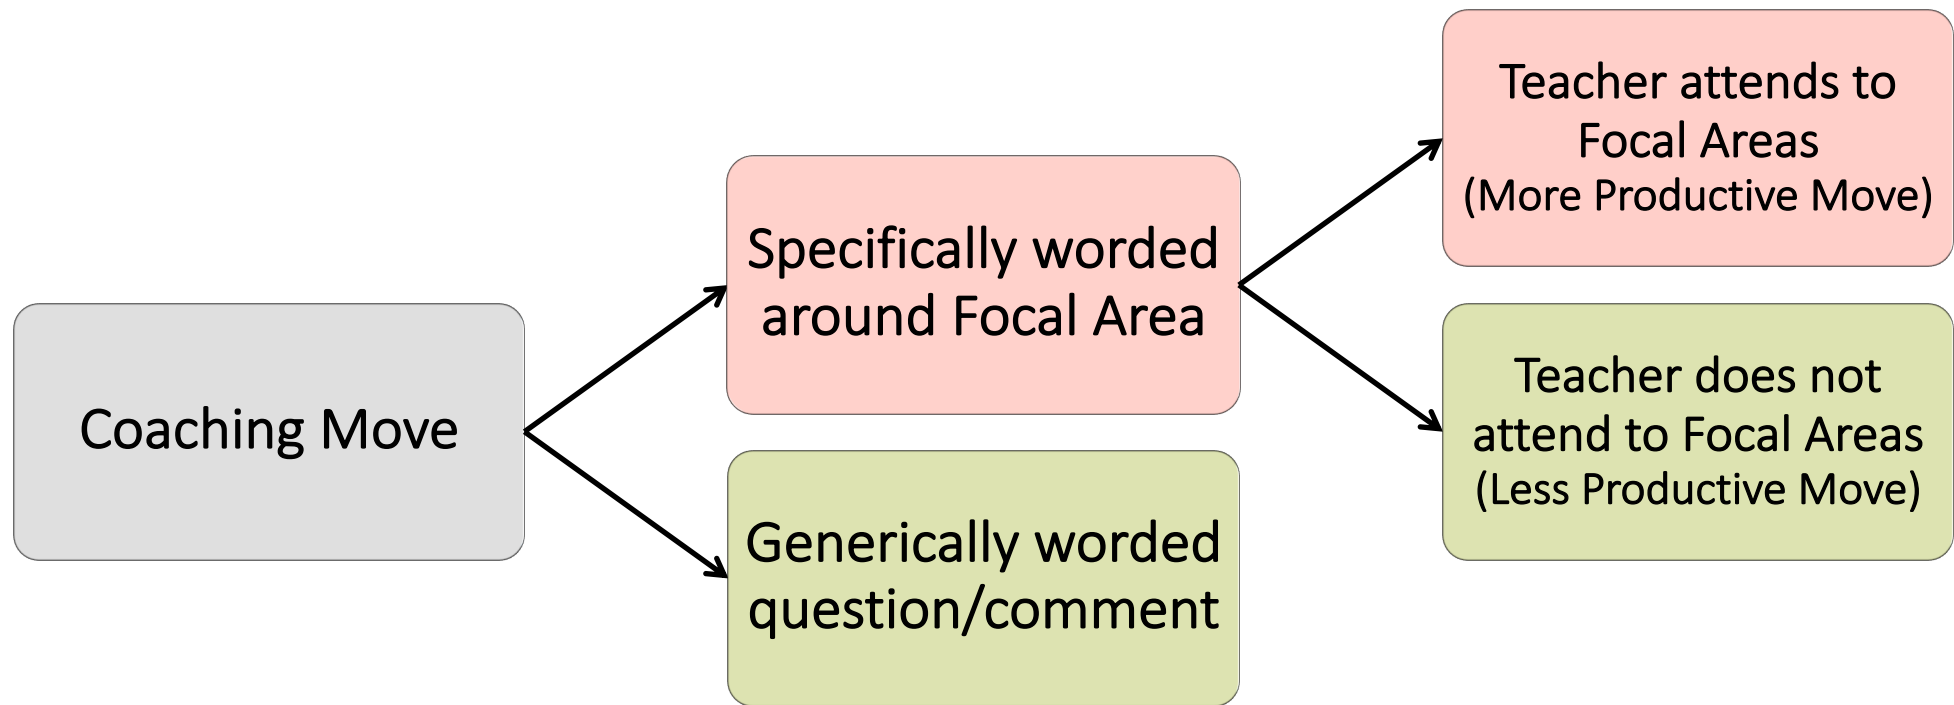 Coaching Move
Specifically worded
around Focal Area
Generically worded
question/comment
Teacher attends to
Focal Areas
(More Productive Move)
Teacher does not
attend to Focal Areas
(Less Productive Move)